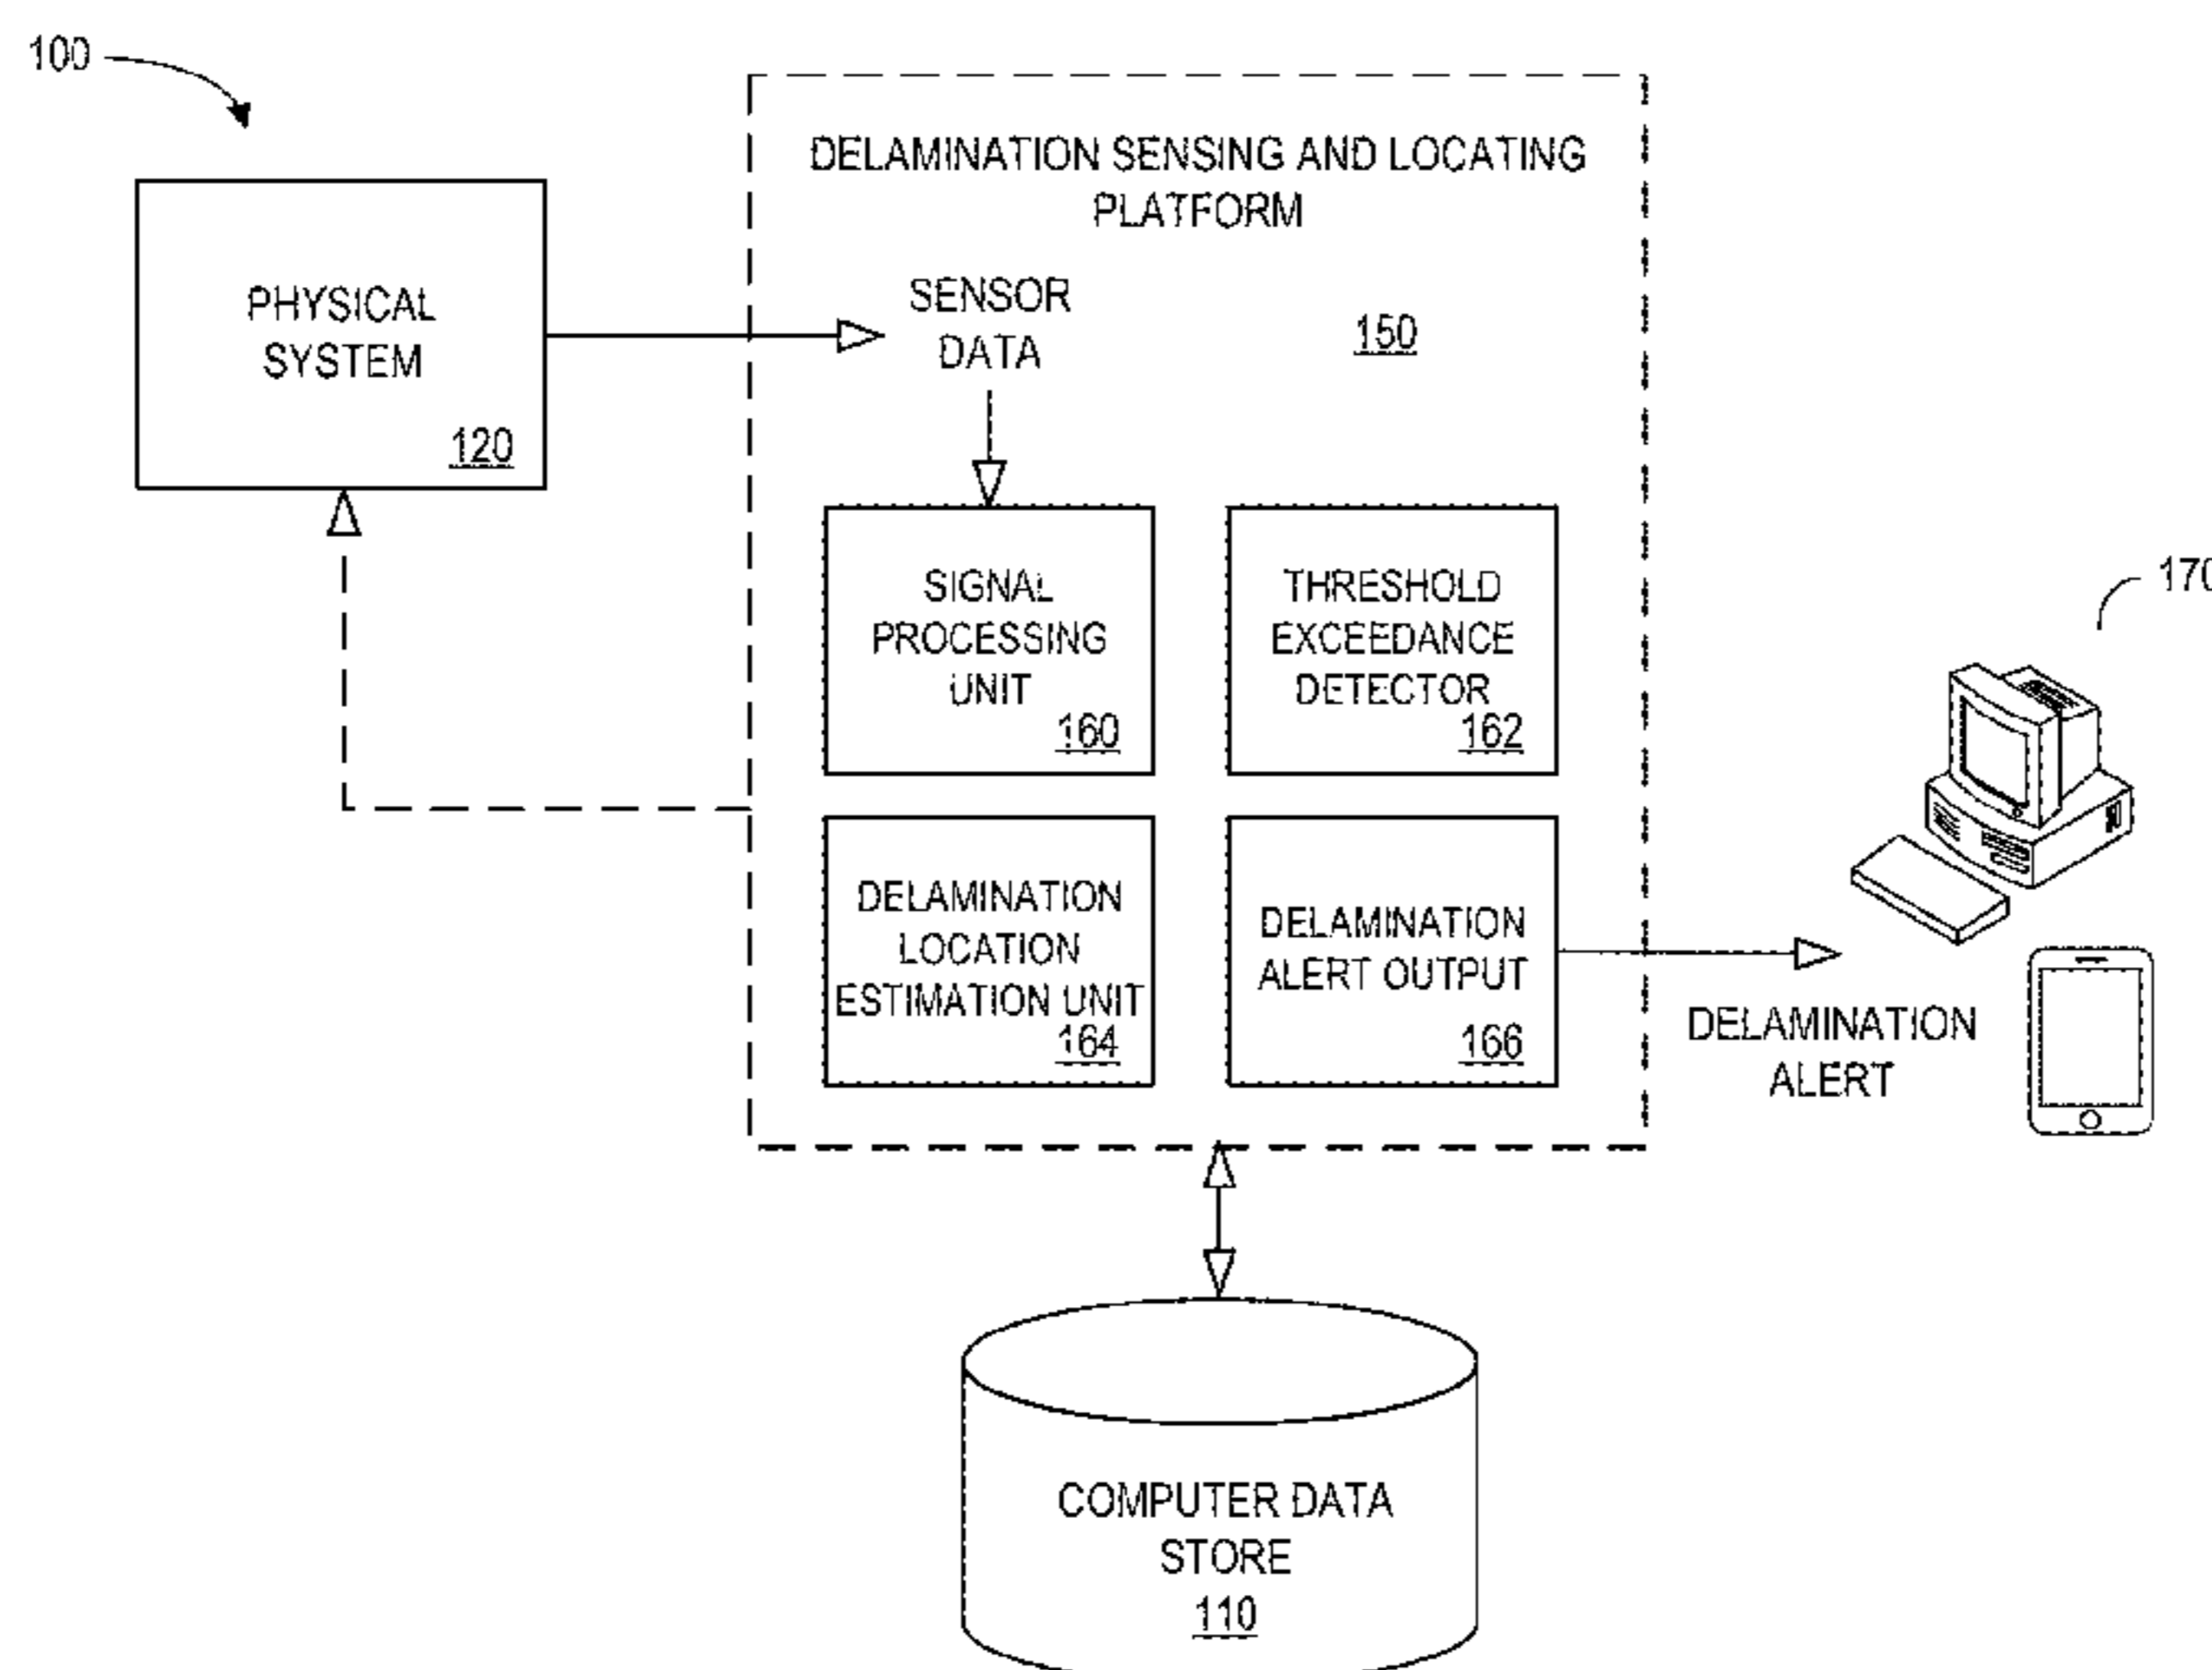 100
DELAMINATION SENSING AND LOCATING
PLATFORM
PHYSICAL
SYSTEM
120
SENSOR
DATA
150
SIGNAL
PROCESSING
UNIT
160
THRESHOLD
EXCEEDANCE
DETECTOR
162
170
DELAMINATION
LOCATION
ESTIMATION UNIT
164
DELAMINATION
ALERT OUTPUT
166
DELAMINATION
ALERT
COMPUTER DATA
STORE
110